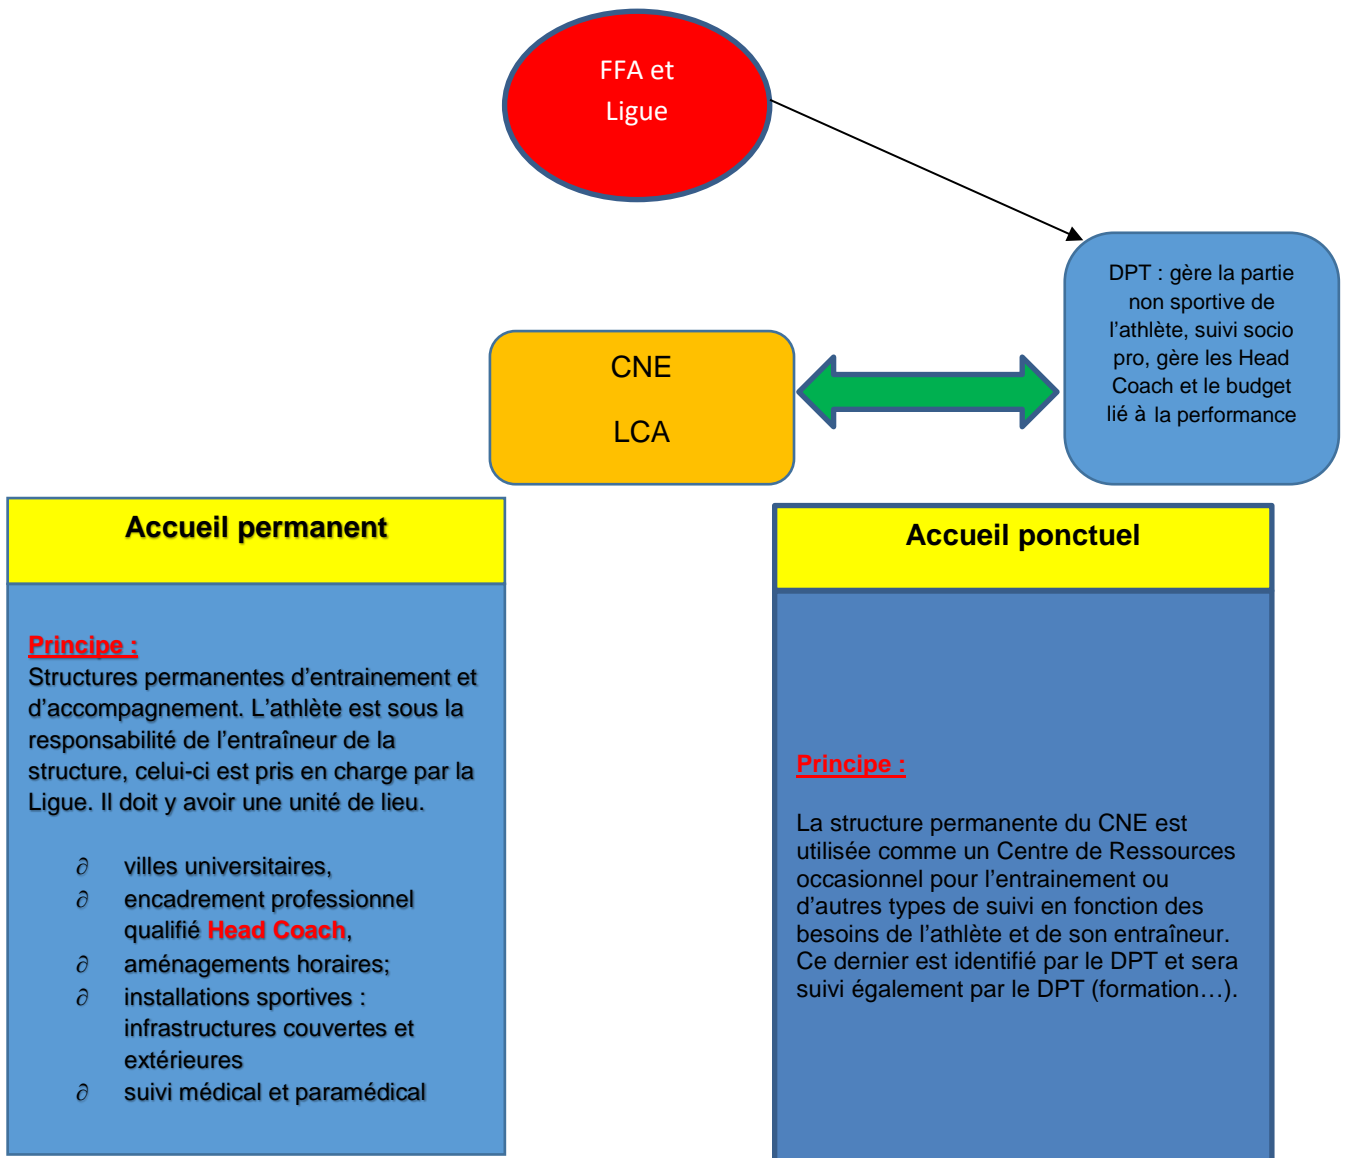 FFA et
Ligue
DPT : gère la partie
non sportive de
l’athlète, suivi socio
pro, gère les Head
Coach et le budget
lié à la performance
CNE
LCA
Accueil permanent
Principe :
Structures permanentes d’entrainement et
d’accompagnement. L’athlète est sous la
responsabilité de l’entraîneur de la
structure, celui-ci est pris en charge par la
Ligue. Il doit y avoir une unité de lieu.
∂ villes universitaires,
∂ encadrement professionnel
qualifié Head Coach,
∂ aménagements horaires;
∂ installations sportives :
infrastructures couvertes et
extérieures
∂ suivi médical et paramédical
Accueil ponctuel
Principe :
La structure permanente du CNE est
utilisée comme un Centre de Ressources
occasionnel pour l’entrainement ou
d’autres types de suivi en fonction des
besoins de l’athlète et de son entraîneur.
Ce dernier est identifié par le DPT et sera
suivi également par le DPT (formation…).